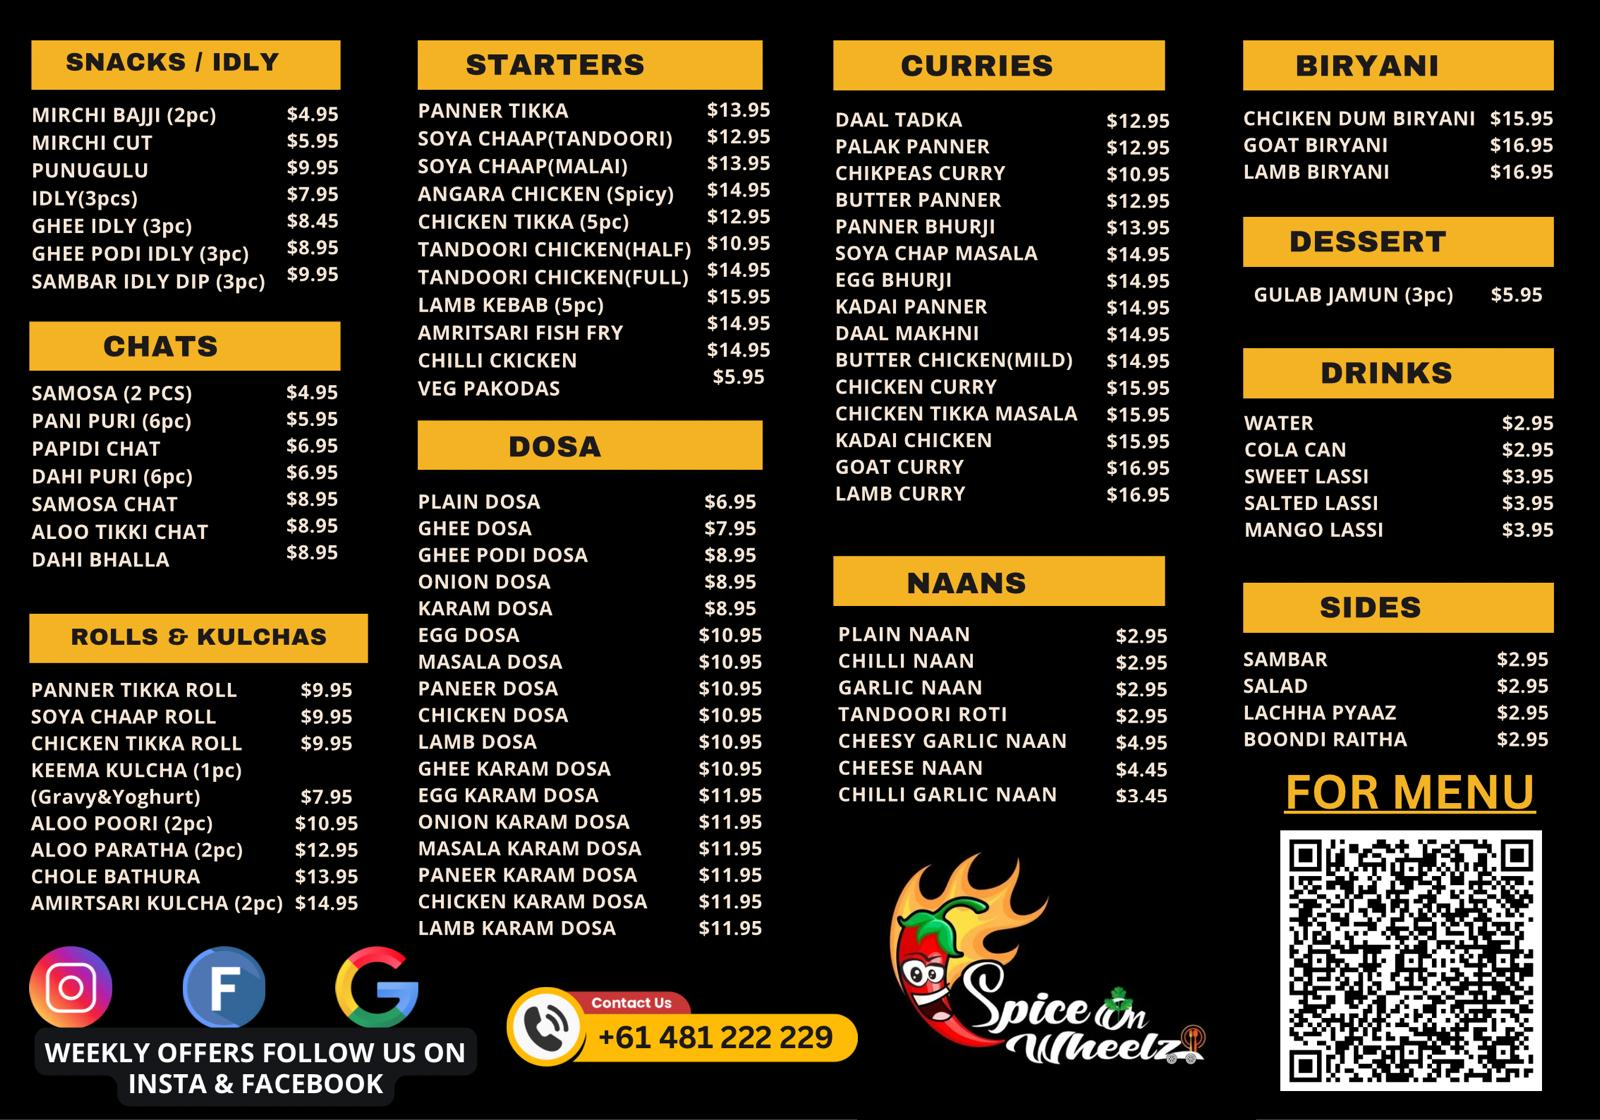 SNACKS / IDLY
MIRCHI BAJJI (2pc) $4.95
MIRCHI CUT $5.95
PUNUGULU $9.95
IDLY(3pcs) $7.95
GHEE IDLY (3pc) $8.45
GHEE PODI IDLY (3pc) $8.95
SAMBAR IDLY DIP (3pc) $9.95
CHATS
SAMOSA (2 PCS) $4.95
PANI PURI (6pc) $5.95
PAPIDI CHAT $6.95
DAHI PURI (6pc) $6.95
SAMOSA CHAT $8.95
ALOO TIKKI CHAT $8.95
DAHI BHALLA $8.95
ROLLS & KULCHAS
PANNER TIKKA ROLL $9.95
SOYA CHAAP ROLL $9.95
CHICKEN TIKKA ROLL $9.95
KEEMA KULCHA (1pc)
(Gravy&Yoghurt) $7.95
ALOO POORI (2pc) $10.95
ALOO PARATHA (2pc) $12.95
CHOLE BATHURA $13.95
AMIRTSARI KULCHA (2pc) $14.95
F
WEEKLY OFFERS FOLLOW US ON
INSTA & FACEBOOK
STARTERS
PANNER TIKKA $13.95
SOYA CHAAP(TANDOORI) $12.95
SOYA CHAAP(MALAI) $13.95
ANGARA CHICKEN (Spicy) $14.95
CHICKEN TIKKA (5pc) $12.95
TANDOORI CHICKEN(HALF) $10.95
TANDOORI CHICKEN(FULL) $14.95
LAMB KEBAB (5pc) $15.95
AMRITSARI FISH FRY $14.95
CHILLI CKICKEN $14.95
VEG PAKODAS $5.95
DOSA
PLAIN DOSA $6.95
GHEE DOSA $7.95
GHEE PODI DOSA $8.95
ONION DOSA $8.95
KARAM DOSA $8.95
EGG DOSA $10.95
MASALA DOSA $10.95
PANEER DOSA $10.95
CHICKEN DOSA $10.95
LAMB DOSA $10.95
GHEE KARAM DOSA $10.95
EGG KARAM DOSA $11.95
ONION KARAM DOSA $11.95
MASALA KARAM DOSA $11.95
PANEER KARAM DOSA $11.95
CHICKEN KARAM DOSA $11.95
LAMB KARAM DOSA $11.95
Contact Us
+61 481 222 229
CURRIES
DAAL TADKA $12.95
PALAK PANNER $12.95
CHIKPEAS CURRY $10.95
BUTTER PANNER $12.95
PANNER BHURJI $13.95
SOYA CHAP MASALA $14.95
EGG BHURJI $14.95
KADAI PANNER $14.95
DAAL MAKHNI $14.95
BUTTER CHICKEN(MILD) $14.95
CHICKEN CURRY $15.95
CHICKEN TIKKA MASALA $15.95
KADAI CHICKEN $15.95
GOAT CURRY $16.95
LAMB CURRY $16.95
NAANS
PLAIN NAAN $2.95
CHILLI NAAN $2.95
GARLIC NAAN $2.95
TANDOORI ROTI $2.95
CHEESY GARLIC NAAN $4.95
CHEESE NAAN $4.45
CHILLI GARLIC NAAN $3.45
Spice On
Wheelz
BIRYANI
CHCIKEN DUM BIRYANI $15.95
GOAT BIRYANI $16.95
LAMB BIRYANI $16.95
DESSERT
GULAB JAMUN (3pc) $5.95
DRINKS
WATER $2.95
COLA CAN $2.95
SWEET LASSI $3.95
SALTED LASSI $3.95
MANGO LASSI $3.95
SIDES
SAMBAR $2.95
SALAD $2.95
LACHHA PYAAZ $2.95
BOONDI RAITHA $2.95
FOR MENU